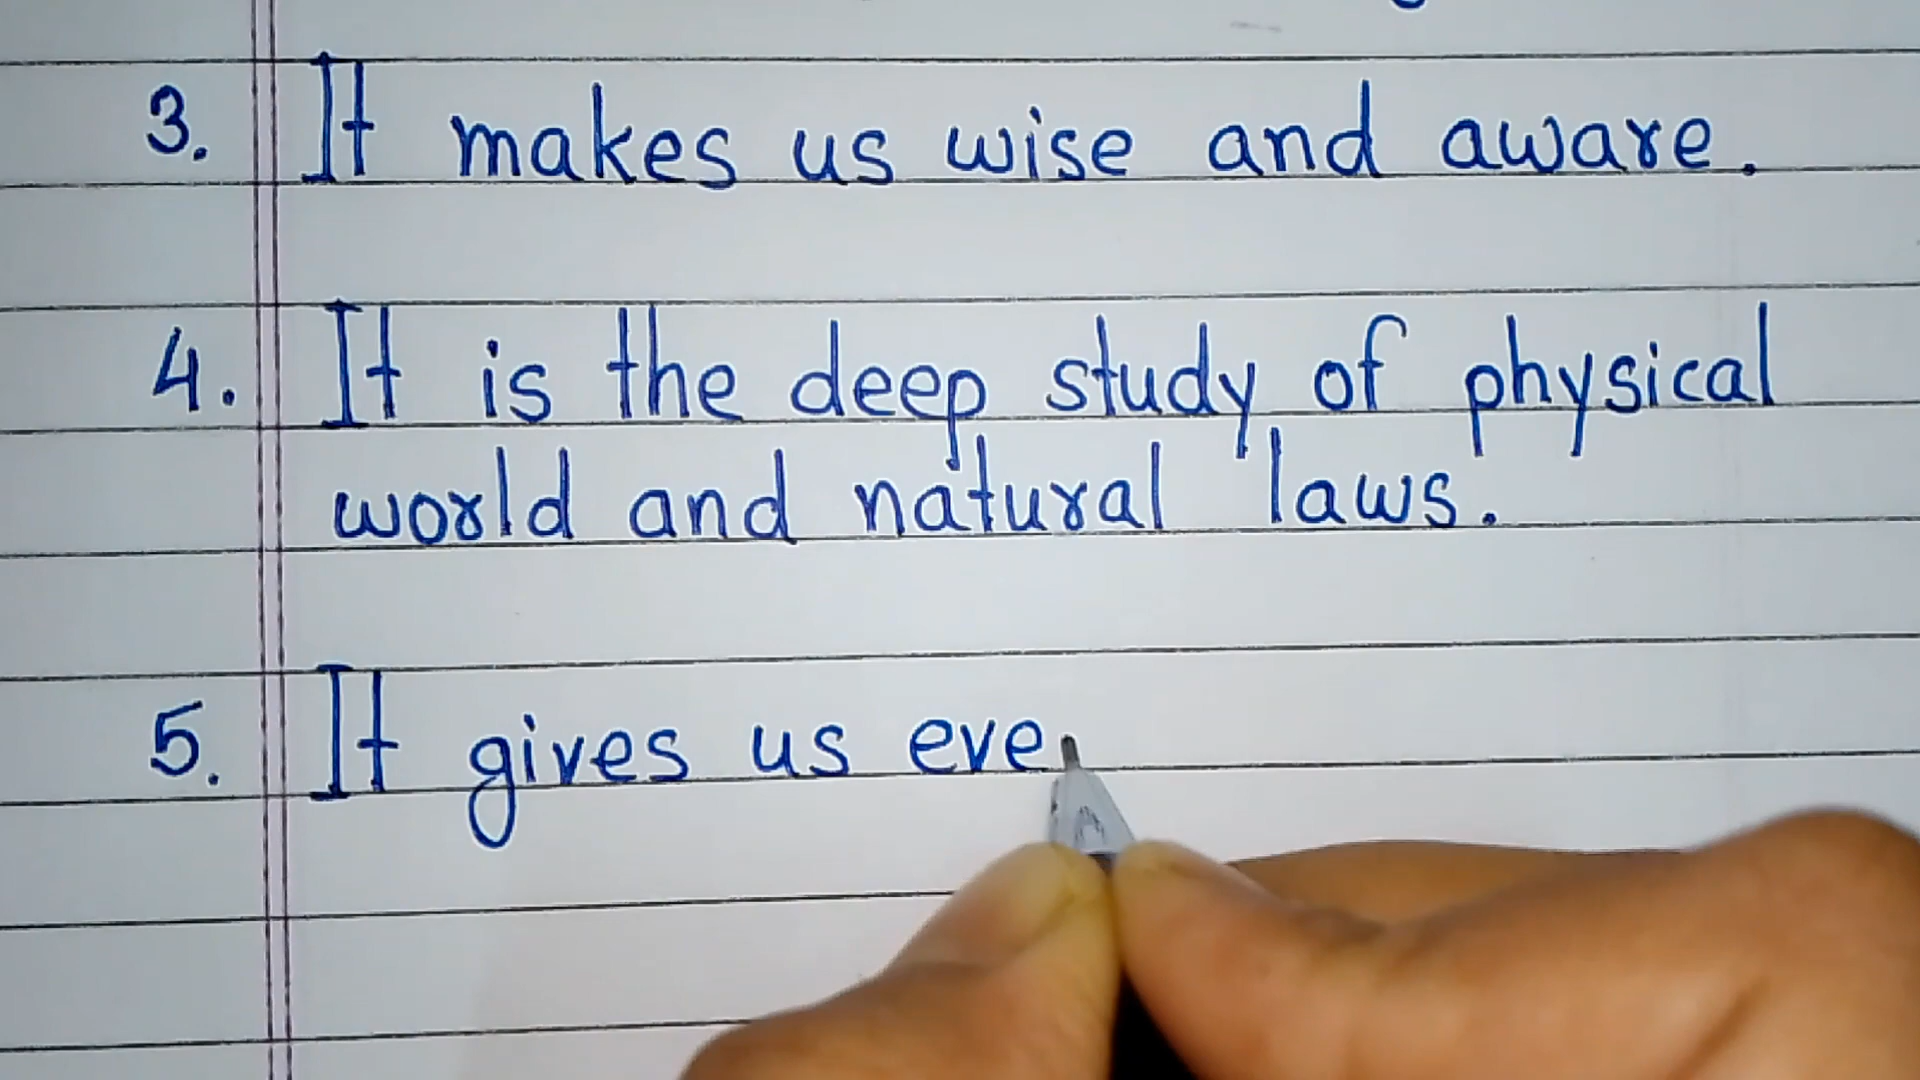 3. It makes us wise and aware.
4. It is the deep study of physical
world and natural laws.
5. It gives us eve